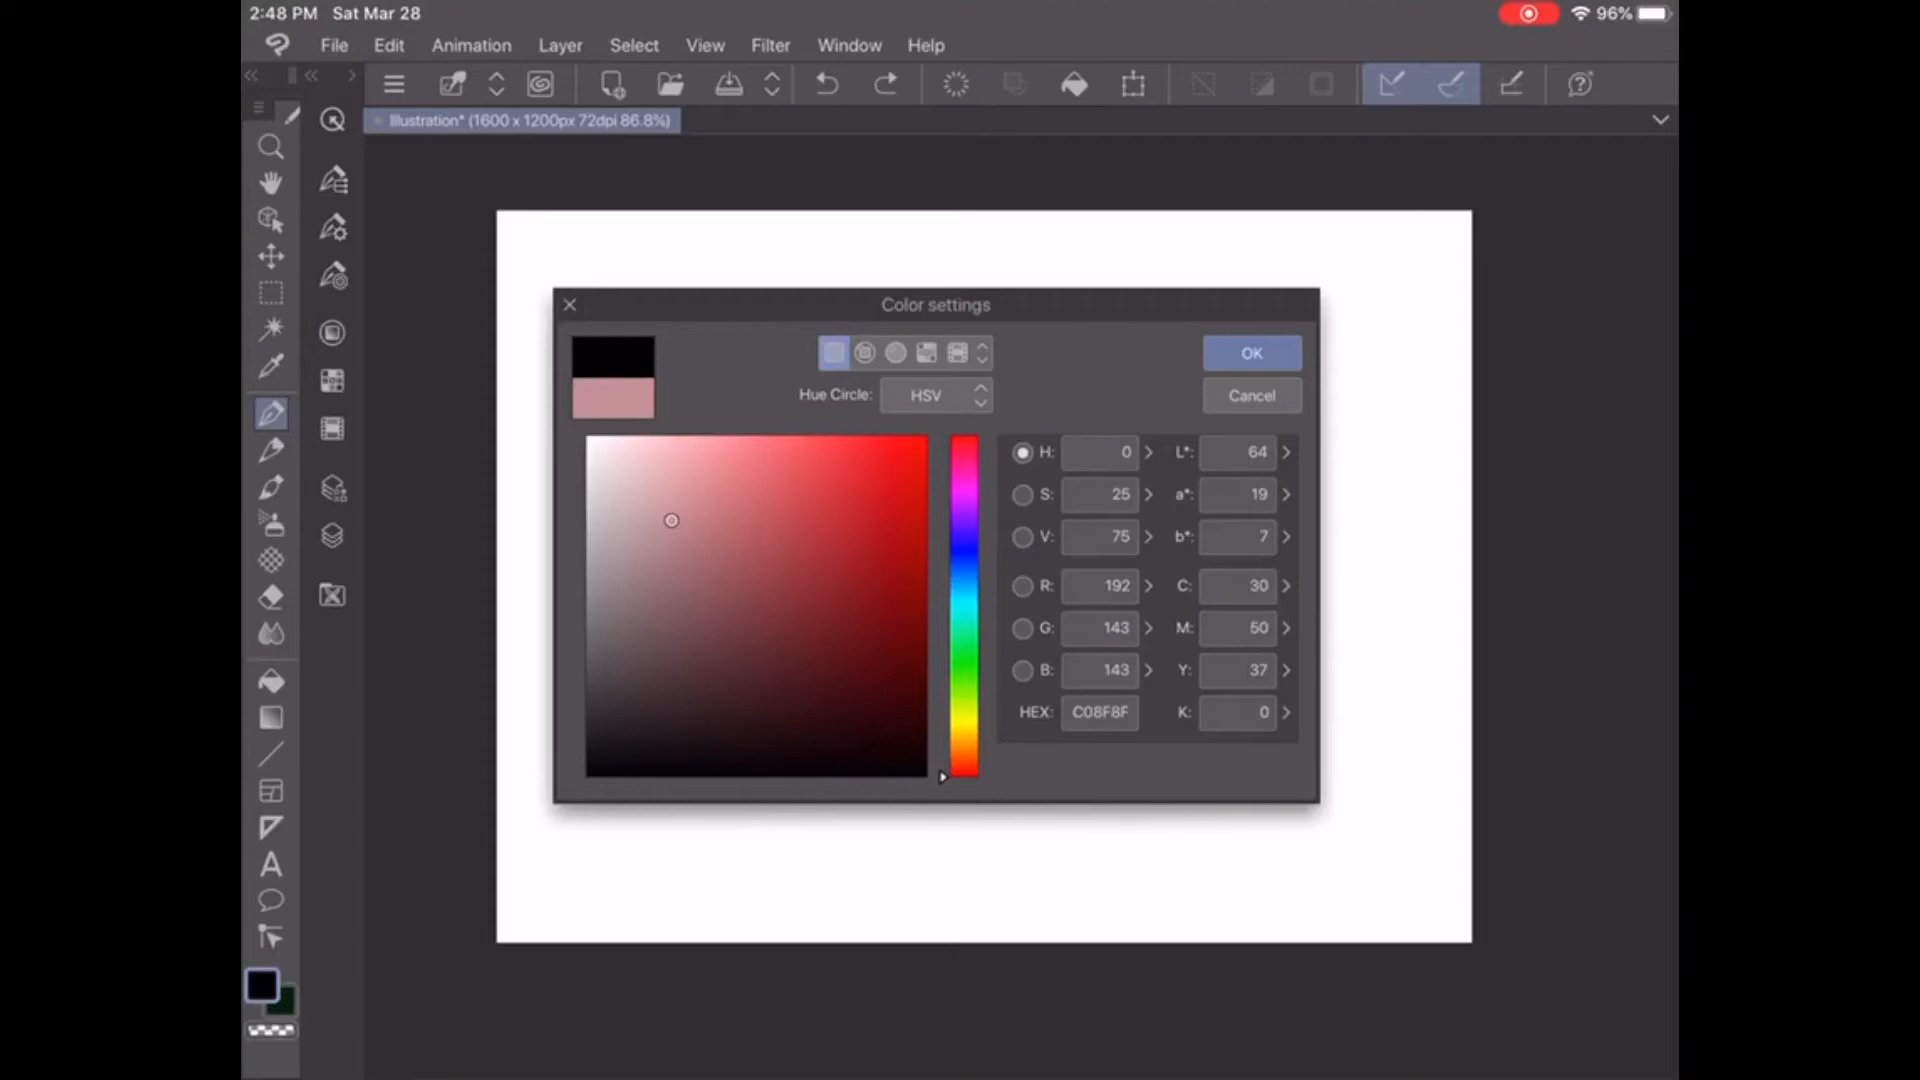 2:48 PM Sat Mar 28
96%
File Edit Animation Layer Select View Filter Window Help
Illustration* (1600 x 1200px 72dpi 86.8%)
Color settings
OK
Hue Circle: HSV
Cancel
H: 0 L*: 64
S: 25 a*: 19
V: 75 b*: 7
R: 192 C: 30
G: 143 M: 50
B: 143 Y: 37
HEX: C08F8F K: 0